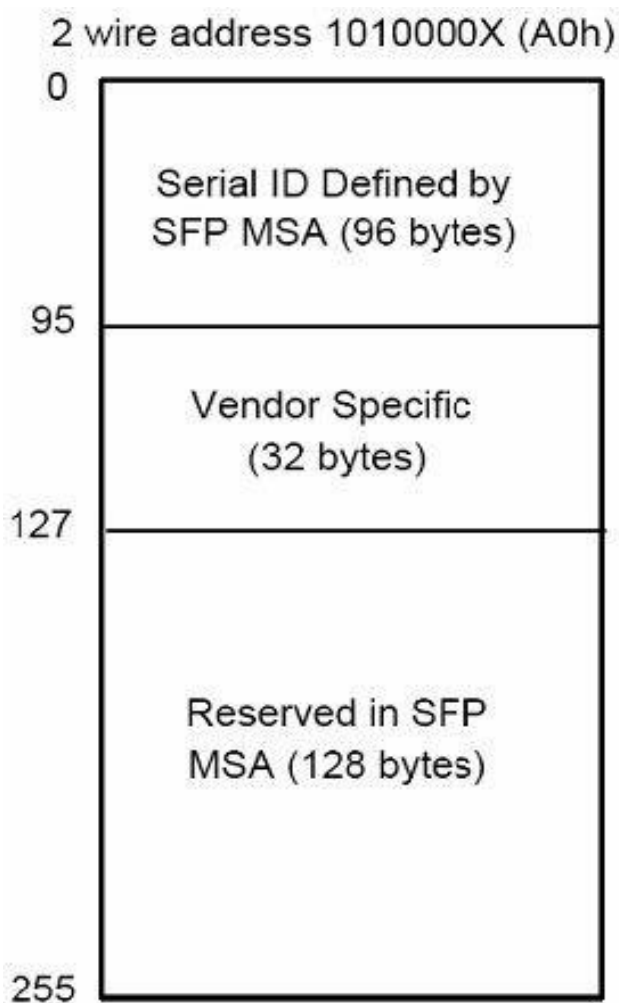 2 wire address 1010000X (A0h)
0
Serial ID Defined by
SFP MSA (96 bytes)
95
Vendor Specific
(32 bytes)
127
Reserved in SFP
MSA (128 bytes)
255